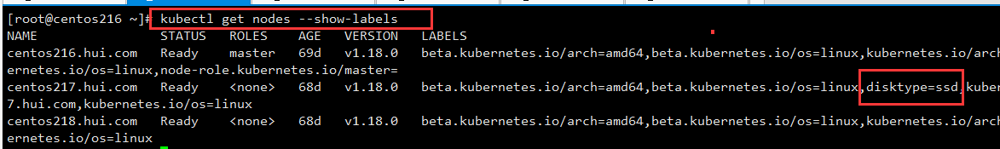 [root@centos216 ~]# kubectl get nodes --show-labels
NAME STATUS ROLES AGE VERSION LABELS
centos216.hui.com Ready master 69d v1.18.0 beta.kubernetes.io/arch=amd64,beta.kubernetes.io/os=linux,kubernetes.io/arc
ernetes.io/os=linux,node-role.kubernetes.io/master=
centos217.hui.com Ready <none> 68d v1.18.0 beta.kubernetes.io/arch=amd64,beta.kubernetes.io/os=linux,disktype=ssd,kuber
7.hui.com,kubernetes.io/os=linux
centos218.hui.com Ready <none> 68d v1.18.0 beta.kubernetes.io/arch=amd64,beta.kubernetes.io/os=linux,kubernetes.io/arc
ernetes.io/os=linux